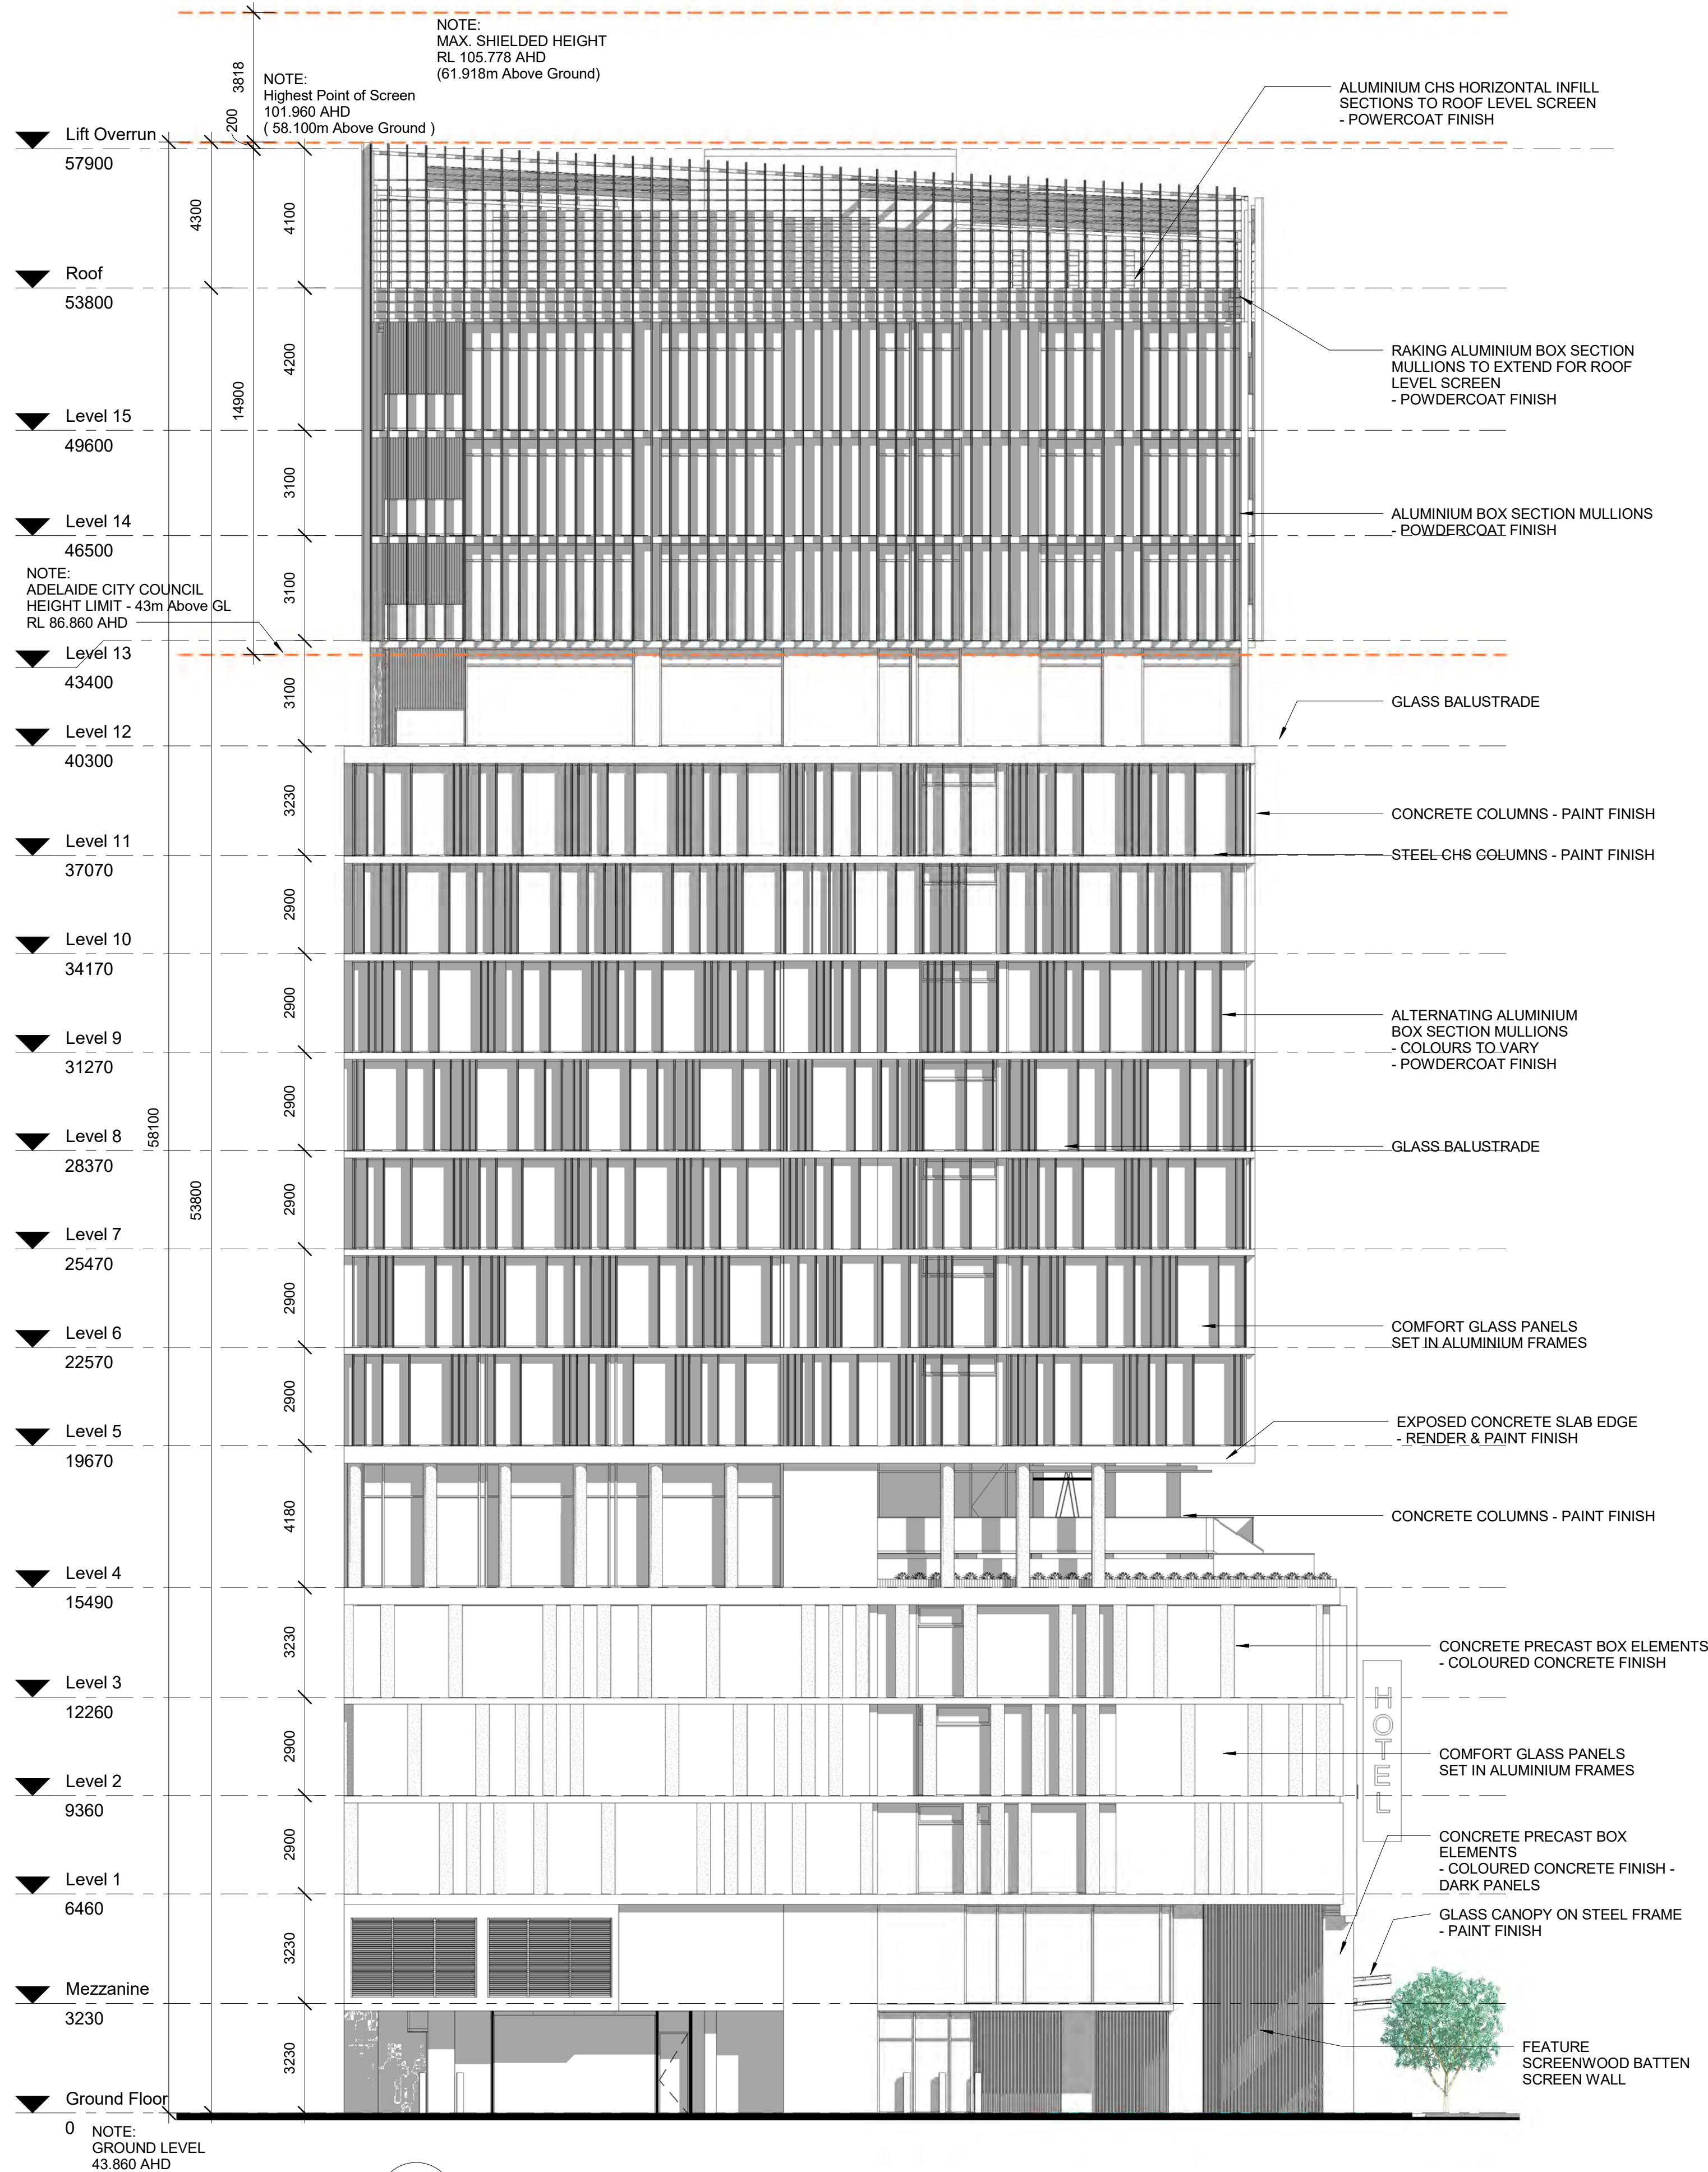 NOTE:
MAX. SHIELDED HEIGHT
RL 105.778 AHD
(61.918m Above Ground)
3818
200
NOTE:
Highest Point of Screen
101.960 AHD
( 58.100m Above Ground )
ALUMINIUM CHS HORIZONTAL INFILL
SECTIONS TO ROOF LEVEL SCREEN
- POWERCOAT FINISH
Lift Overrun
57900
4300
4100
Roof
53800
RAKING ALUMINIUM BOX SECTION
MULLIONS TO EXTEND FOR ROOF
LEVEL SCREEN
- POWDERCOAT FINISH
4200
14900
Level 15
49600
3100
Level 14
46500
ALUMINIUM BOX SECTION MULLIONS
- POWDERCOAT FINISH
3100
NOTE:
ADELAIDE CITY COUNCIL
HEIGHT LIMIT - 43m Above GL
RL 86.860 AHD
Level 13
43400
3100
GLASS BALUSTRADE
Level 12
40300
3230
CONCRETE COLUMNS - PAINT FINISH
Level 11
37070
STEEL CHS COLUMNS - PAINT FINISH
2900
Level 10
34170
2900
ALTERNATING ALUMINIUM
BOX SECTION MULLIONS
- COLOURS TO VARY
- POWDERCOAT FINISH
Level 9
31270
2900
58100
Level 8
28370
GLASS BALUSTRADE
2900
53800
Level 7
25470
2900
Level 6
22570
COMFORT GLASS PANELS
SET IN ALUMINIUM FRAMES
2900
Level 5
19670
EXPOSED CONCRETE SLAB EDGE
- RENDER & PAINT FINISH
4180
CONCRETE COLUMNS - PAINT FINISH
Level 4
15490
3230
CONCRETE PRECAST BOX ELEMENTS
- COLOURED CONCRETE FINISH
Level 3
12260
HOTEL
2900
COMFORT GLASS PANELS
SET IN ALUMINIUM FRAMES
Level 2
9360
2900
CONCRETE PRECAST BOX
ELEMENTS
- COLOURED CONCRETE FINISH -
DARK PANELS
Level 1
6460
GLASS CANOPY ON STEEL FRAME
- PAINT FINISH
3230
Mezzanine
3230
3230
FEATURE
SCREENWOOD BATTEN
SCREEN WALL
Ground Floor
0
NOTE:
GROUND LEVEL
43.860 AHD